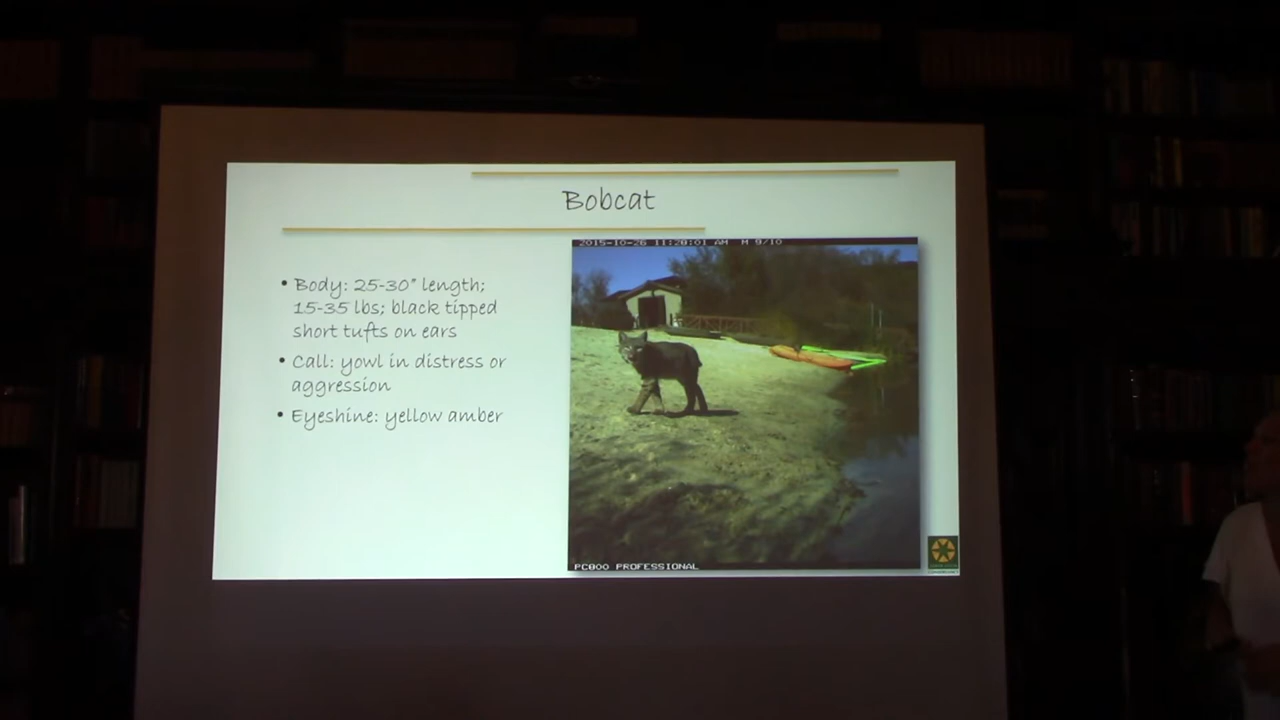 Bobcat
2015-10-26 11:28:01 AM M 9/10
• Body: 25-30" length;
15-35 lbs; black tipped
short tufts on ears
• Call: yowl in distress or
aggression
• Eyeshine: yellow amber
PC800 PROFESSIONAL